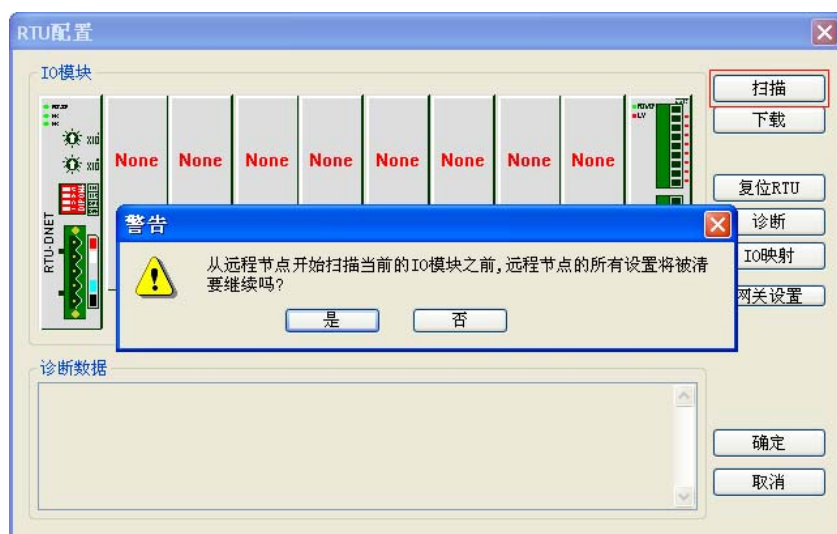 RTU配置
IO模块
扫描
下载
None None None None None None None None
复位RTU
诊断
IO映射
网关设置
RTU-DNET
警告
从远程节点开始扫描当前的IO模块之前,远程节点的所有设置将被清
要继续吗?
是
否
诊断数据
确定
取消